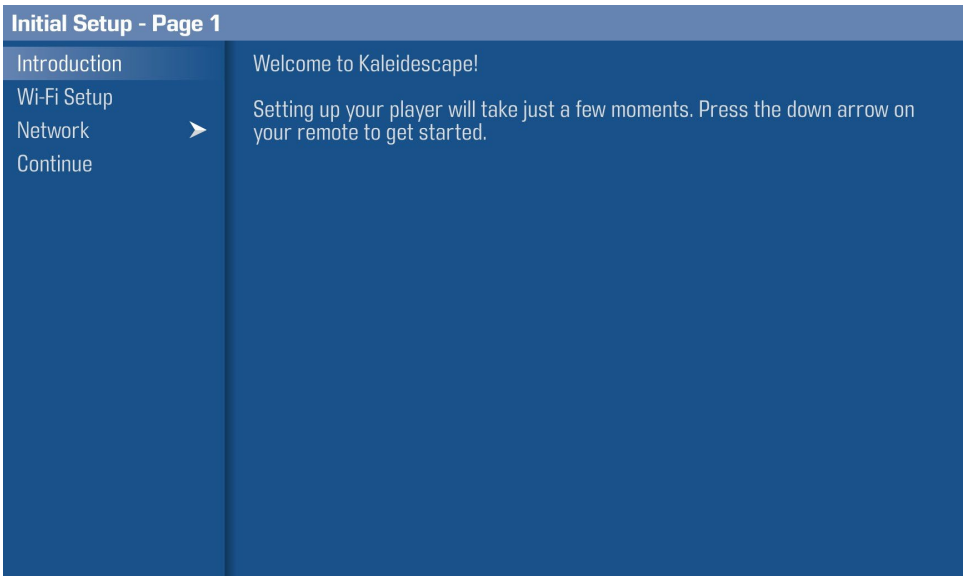 Initial Setup - Page 1
Introduction
Wi-Fi Setup
Network
Continue
Welcome to Kaleidescape!
Setting up your player will take just a few moments. Press the down arrow on
your remote to get started.